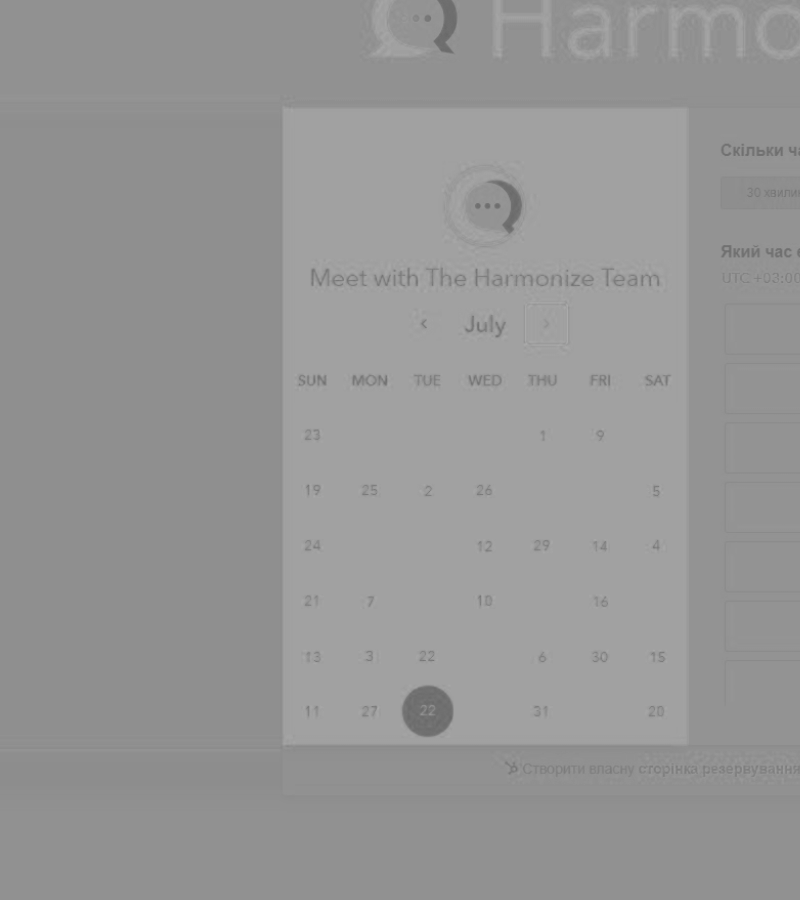 Harmo
Meet with The Harmonize Team
‹ July ›
SUN MON TUE WED THU FRI SAT
23 1 9
19 25 2 26 5
24 12 29 14 4
21 7 10 16
13 3 22 6 30 15
11 27 22 31 20
Скільки ча
30 хвилин
Який час є
UTC +03:00
Створити власну сторінка резервування